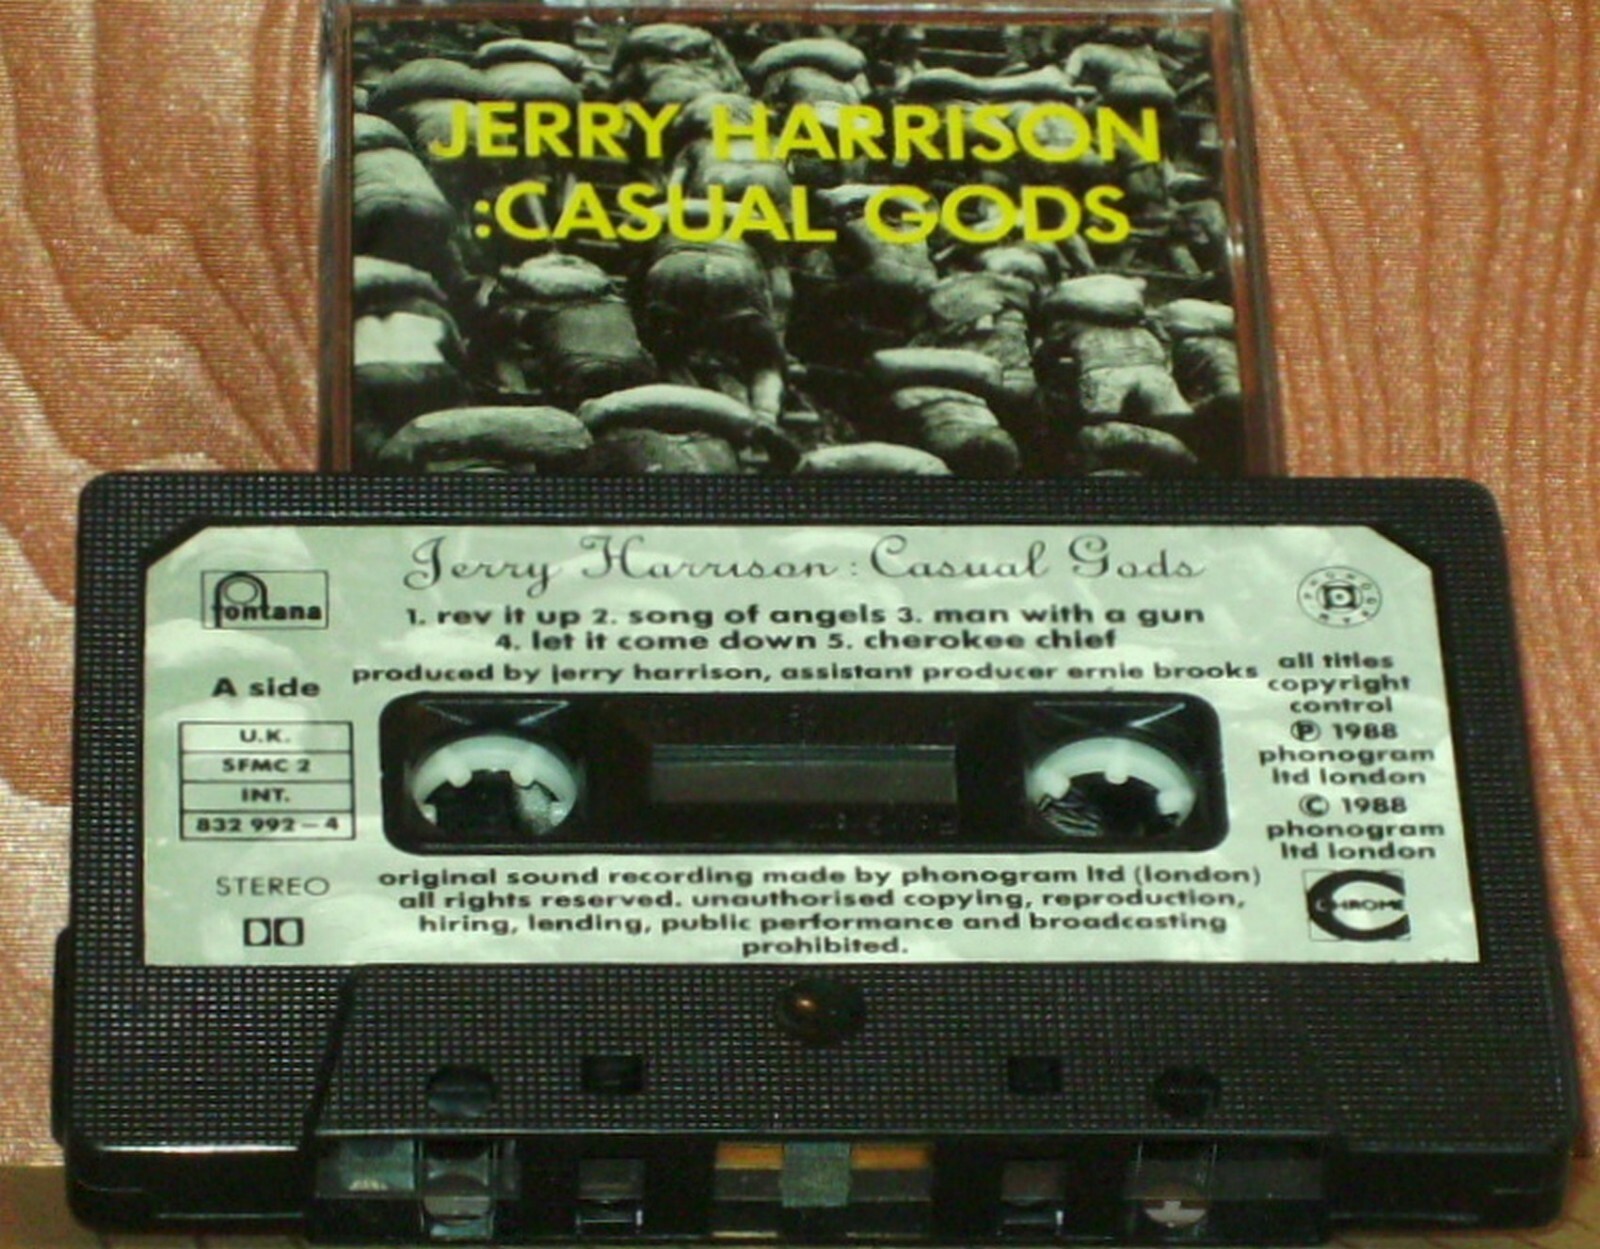 JERRY HARRISON
:CASUAL GODS
Jerry Harrison : Casual Gods
fontana
1. rev it up 2. song of angels 3. man with a gun
4. let it come down 5. cherokee chief
produced by jerry harrison, assistant producer ernie brooks
A side
U.K.
SFMC 2
INT.
832 992 – 4
STEREO
all titles
copyright
control
Ⓟ 1988
phonogram
ltd london
© 1988
phonogram
ltd london
CHROME
original sound recording made by phonogram ltd (london)
all rights reserved. unauthorised copying, reproduction,
hiring, lending, public performance and broadcasting
prohibited.